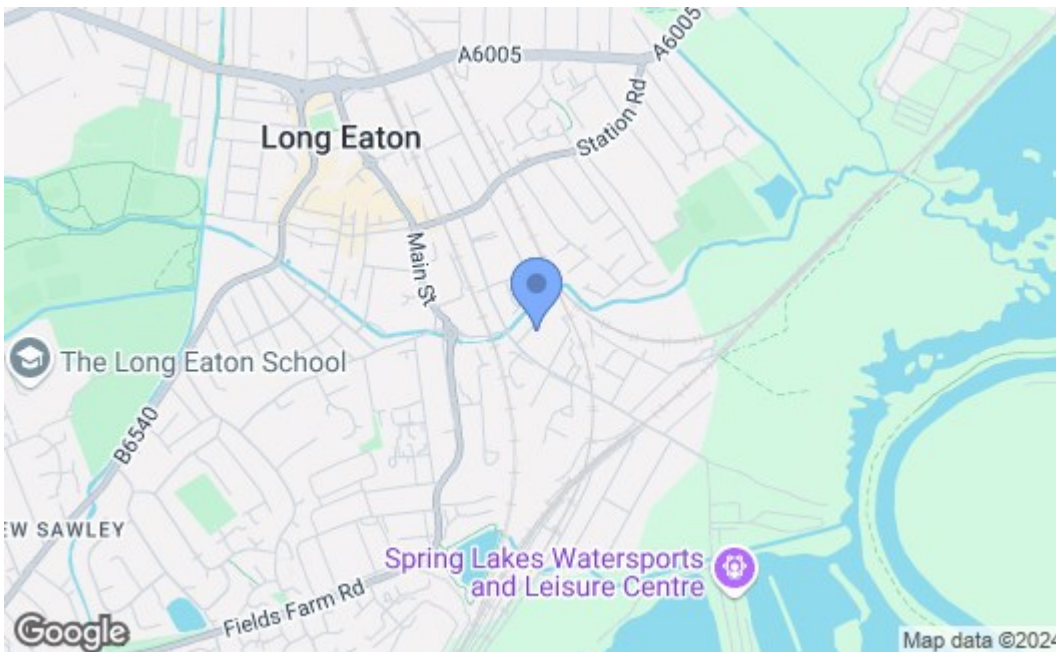 A6005
A6005
Long Eaton
Station Rd
Main St
The Long Eaton School
B6540
EW SAWLEY
Spring Lakes Watersports
and Leisure Centre
Fields Farm Rd
Google
Map data ©2024